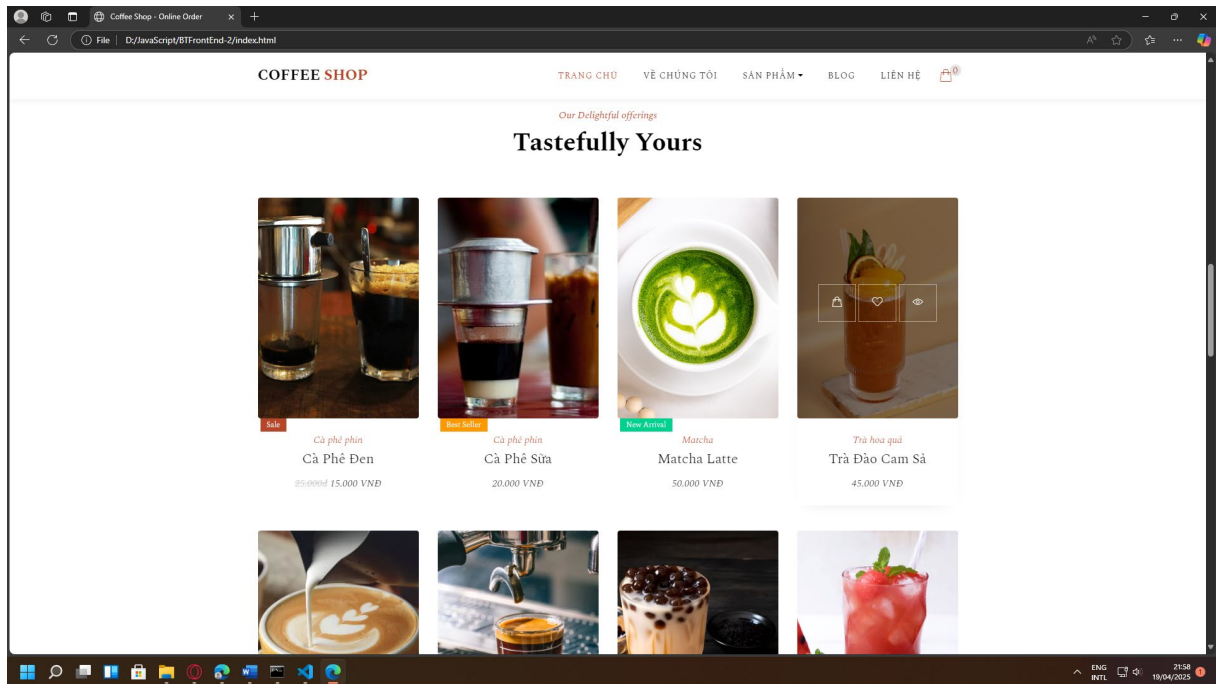 Coffee Shop - Online Order
File D:/JavaScript/BTFrontEnd-2/index.html
COFFEE SHOP
TRANG CHỦ VỀ CHÚNG TÔI SẢN PHẨM BLOG LIÊN HỆ 0
Our Delightful offerings
Tastefully Yours
Sale
Best Seller
New Arrival
Cà phê phin
Cà Phê Đen
25.000đ 15.000 VNĐ
Cà phê phin
Cà Phê Sữa
20.000 VNĐ
Matcha
Matcha Latte
50.000 VNĐ
Trà hoa quả
Trà Đào Cam Sả
45.000 VNĐ
ENG
INTL
21:58
19/04/2025
1